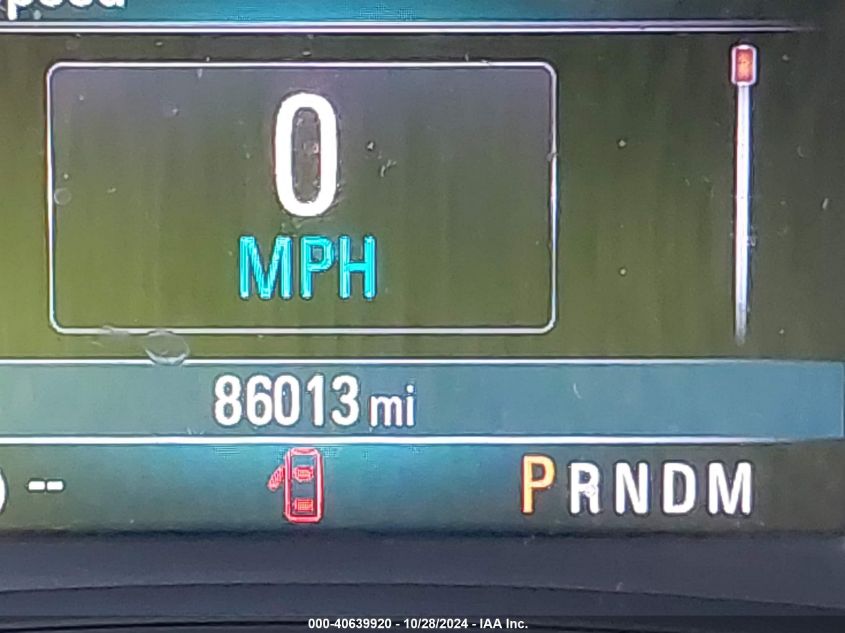 0
MPH
86013 mi
-- PRNDM
000-40639920 - 10/28/2024 - IAA Inc.